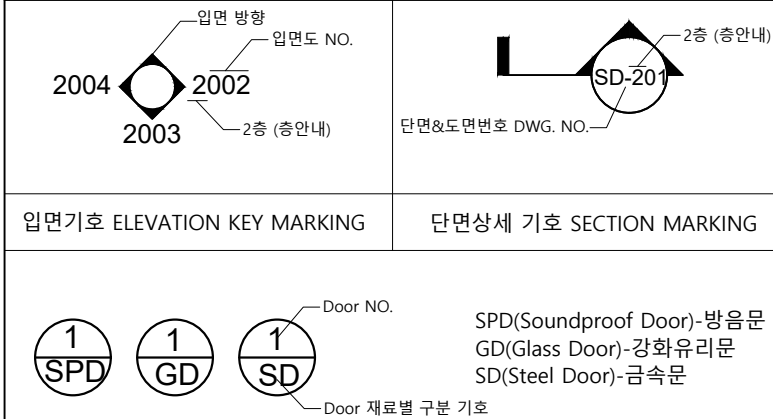 입면 방향
입면도 NO.
2004
2002
2003
2층 (층안내)
2층 (층안내)
SD-201
단면&도면번호 DWG. NO.
입면기호 ELEVATION KEY MARKING
단면상세 기호 SECTION MARKING
1
SPD
1
GD
1
SD
Door NO.
Door 재료별 구분 기호
SPD(Soundproof Door)-방음문
GD(Glass Door)-강화유리문
SD(Steel Door)-금속문